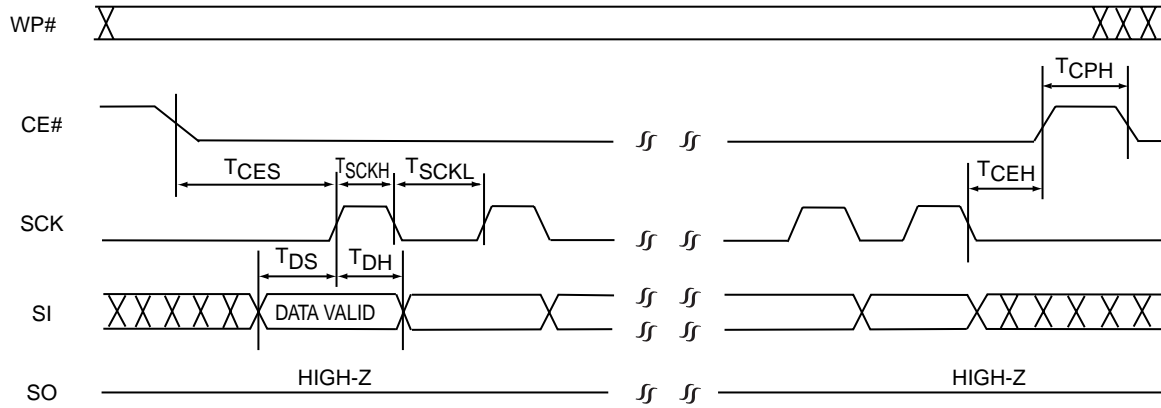 WP#
CE#
TCPH
TCES
TSCKH
TSCKL
TCEH
SCK
TDS
TDH
SI
DATA VALID
SO
HIGH-Z
HIGH-Z